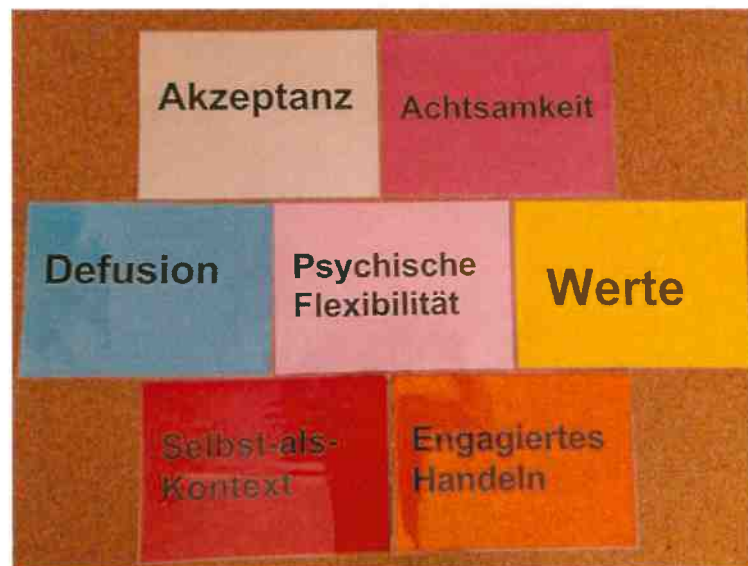 Akzeptanz
Achtsamkeit
Defusion
Psychische
Flexibilität
Werte
Selbst-als-
Kontext
Engagiertes
Handeln